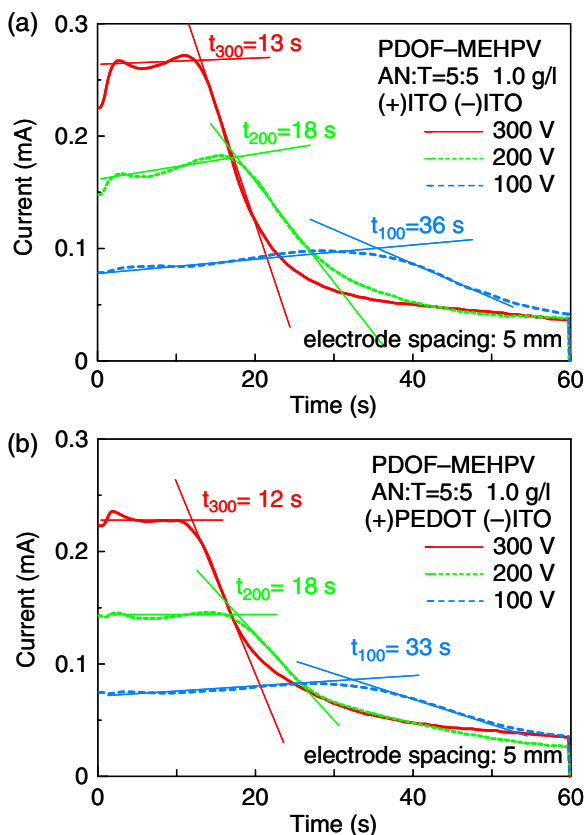 (a)
0.3
0.2
0.1
0
Current (mA)
t300=13 s
t200=18 s
t100=36 s
PDOF–MEHPV
AN:T=5:5 1.0 g/l
(+)ITO (–)ITO
300 V
200 V
100 V
electrode spacing: 5 mm
0 20 40 60
Time (s)
(b)
0.3
0.2
0.1
0
Current (mA)
t300= 12 s
t200= 18 s
t100= 33 s
PDOF–MEHPV
AN:T=5:5 1.0 g/l
(+)PEDOT (–)ITO
300 V
200 V
100 V
electrode spacing: 5 mm
0 20 40 60
Time (s)